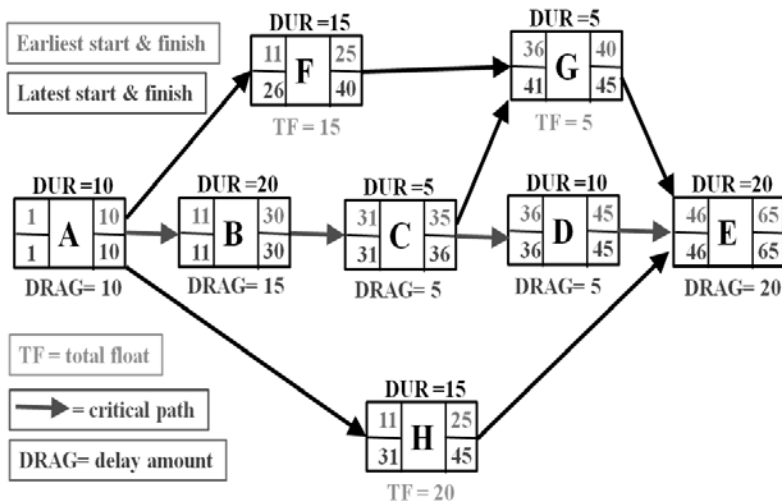 Earliest start & finish
Latest start & finish
DUR =15
11 F 25
26 40
TF = 15
DUR =5
36 G 40
41 45
TF = 5
DUR =10
1 A 10
1 10
DRAG= 10
DUR =20
11 B 30
11 30
DRAG= 15
DUR =5
31 C 35
31 36
DRAG= 5
DUR =10
36 D 45
36 45
DRAG= 5
DUR =20
46 E 65
46 65
DRAG= 20
DUR =15
11 H 25
31 45
TF = 20
TF = total float
= critical path
DRAG= delay amount